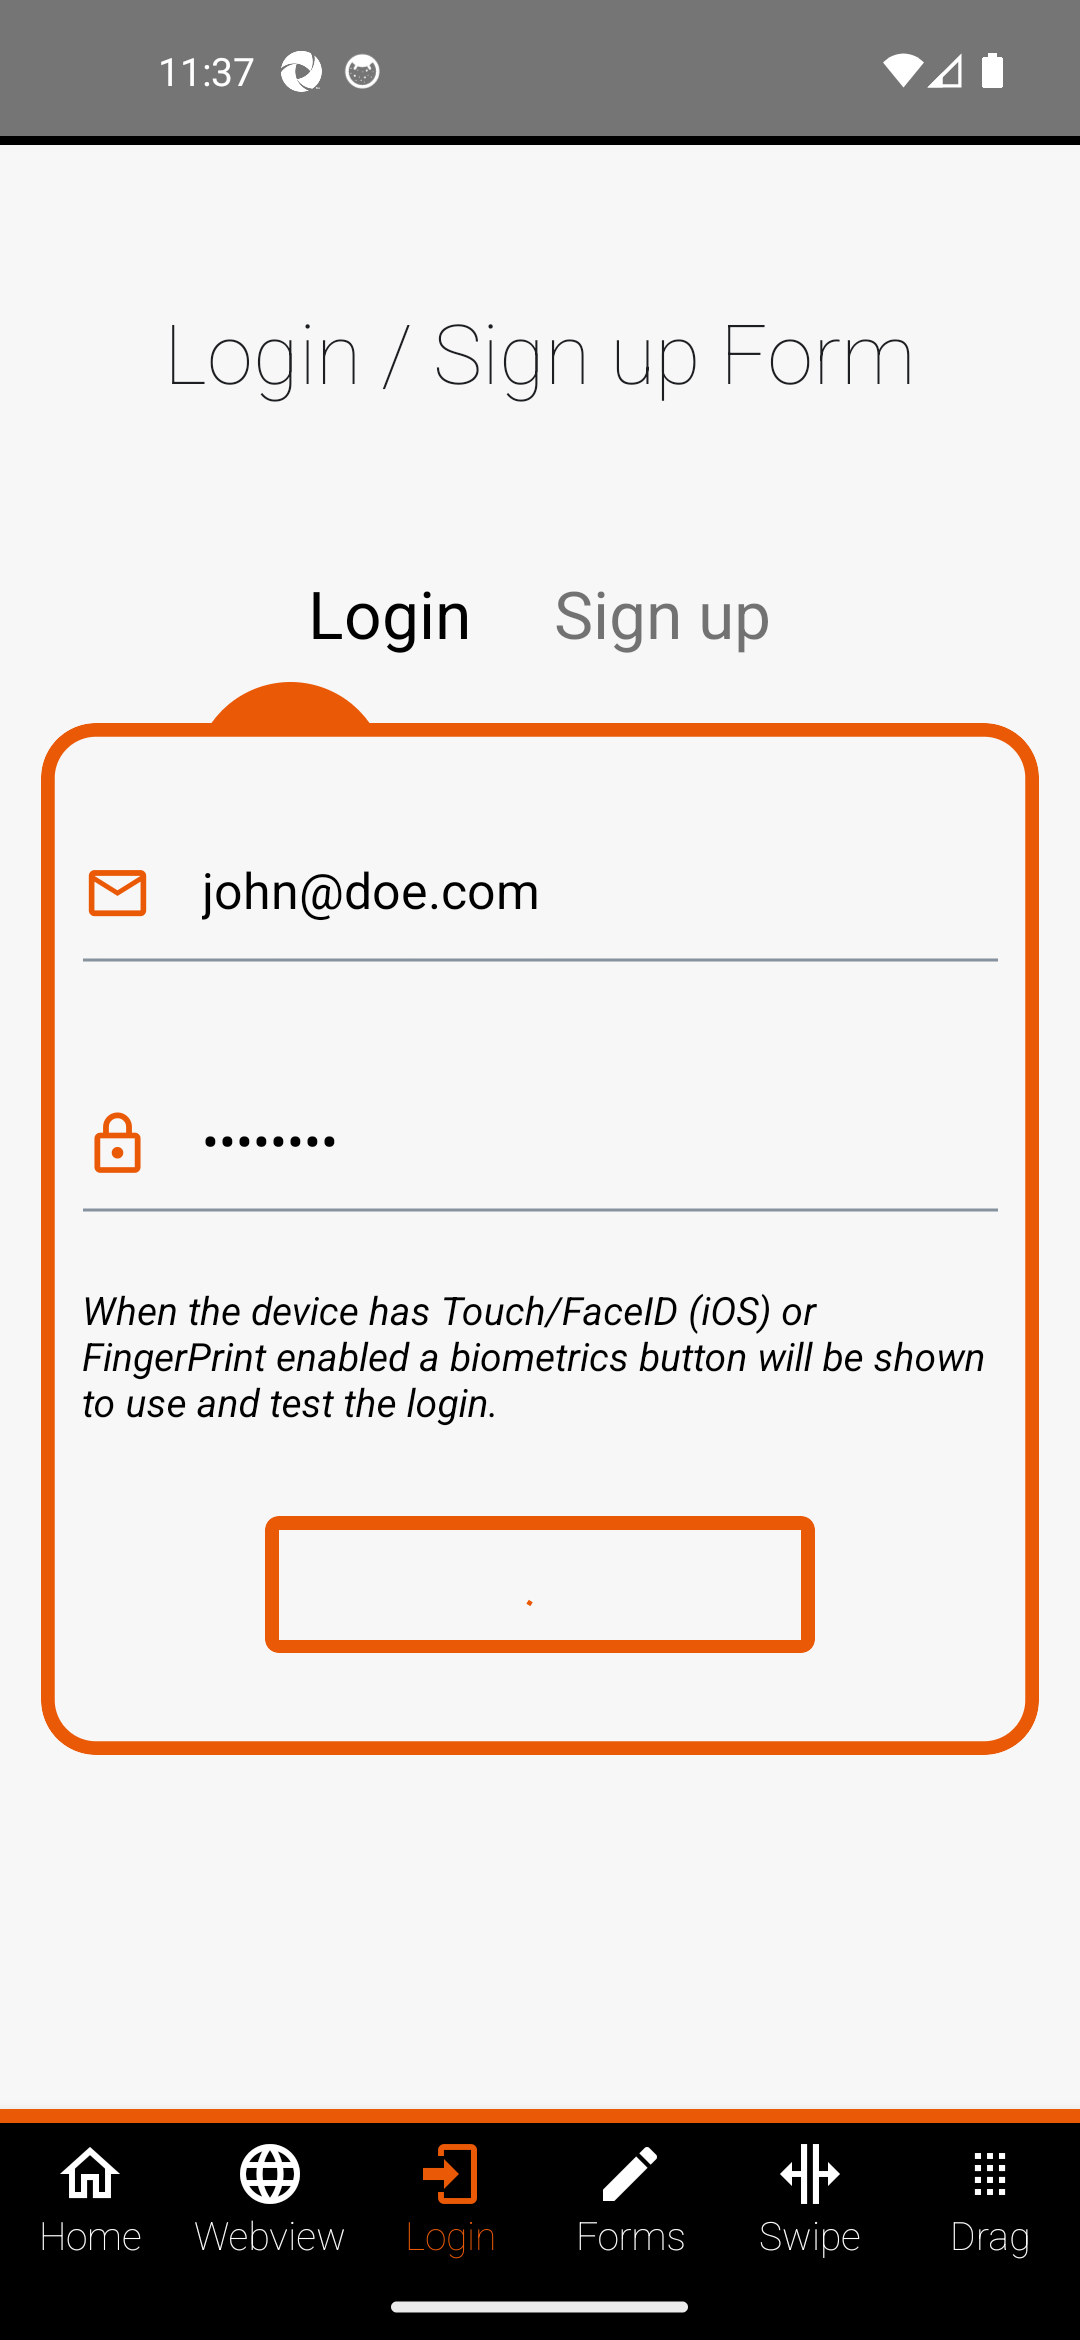 11:37
Login / Sign up Form
Login Sign up
john@doe.com
••••••••
When the device has Touch/FaceID (iOS) or
FingerPrint enabled a biometrics button will be shown
to use and test the login.
Home Webview Login Forms Swipe Drag